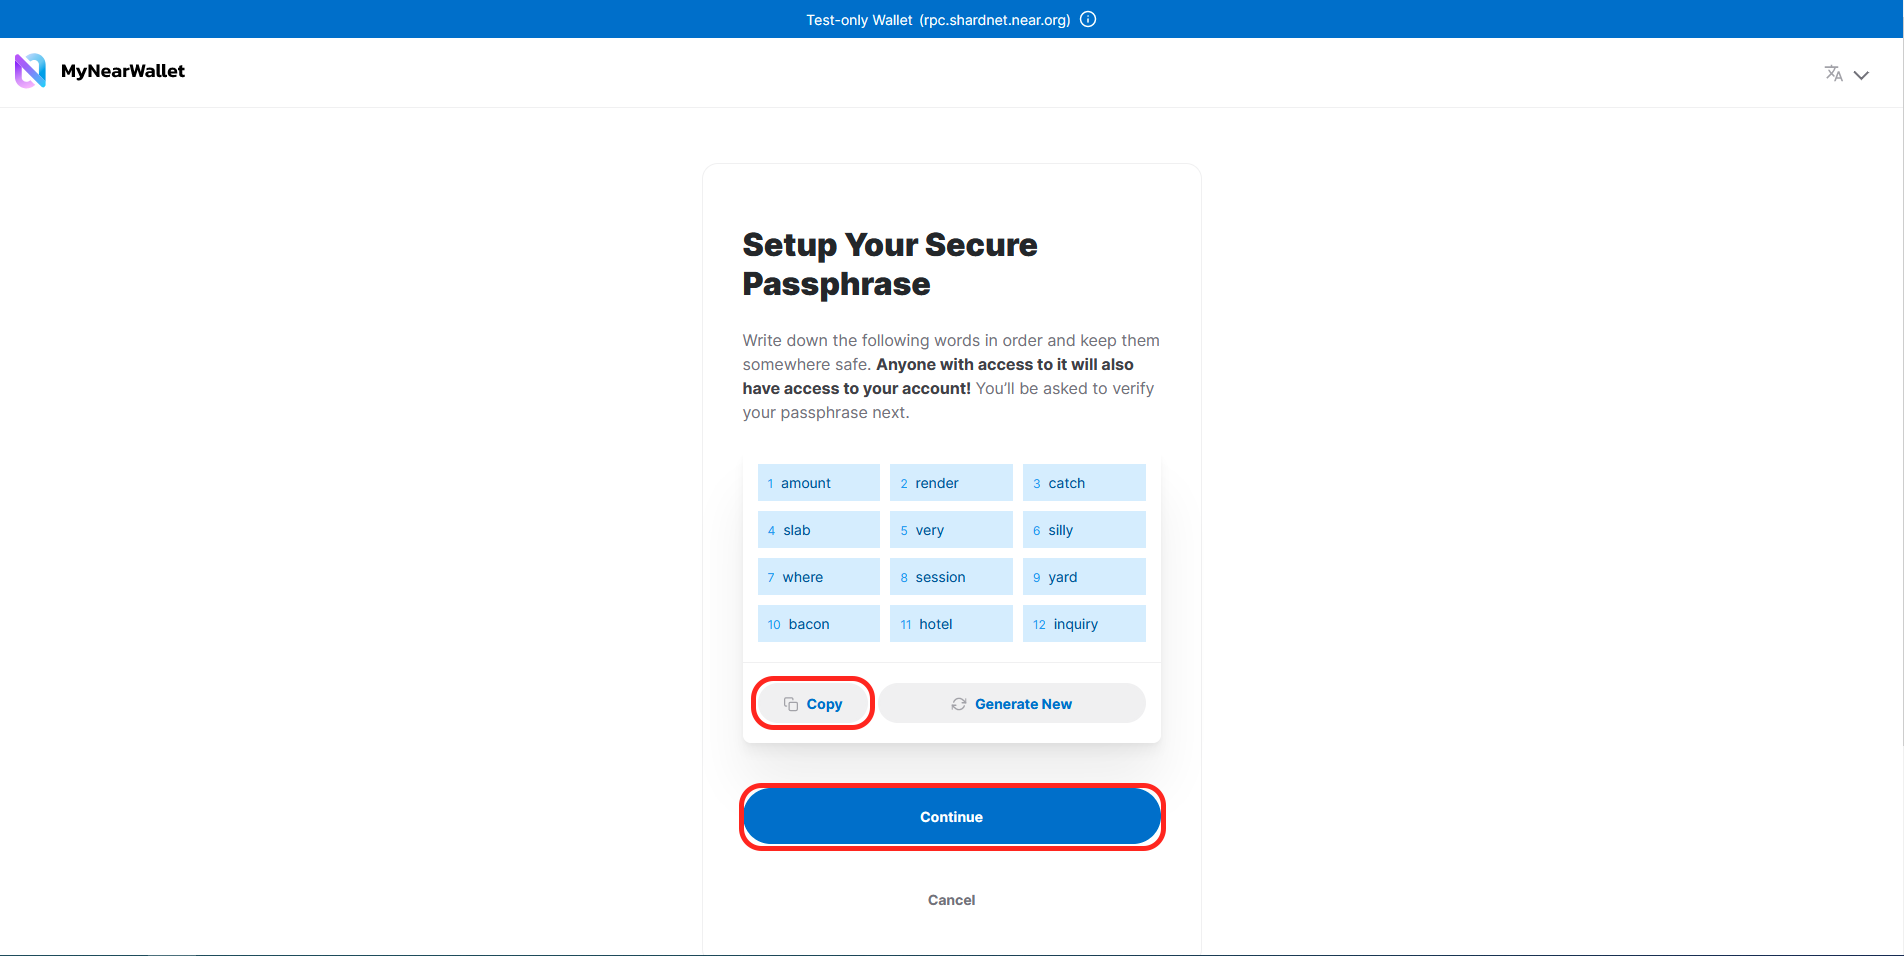 Test-only Wallet (rpc.shardnet.near.org)
MyNearWallet
Setup Your Secure
Passphrase
Write down the following words in order and keep them
somewhere safe. Anyone with access to it will also
have access to your account! You’ll be asked to verify
your passphrase next.
1 amount 2 render 3 catch
4 slab 5 very 6 silly
7 where 8 session 9 yard
10 bacon 11 hotel 12 inquiry
Copy Generate New
Continue
Cancel